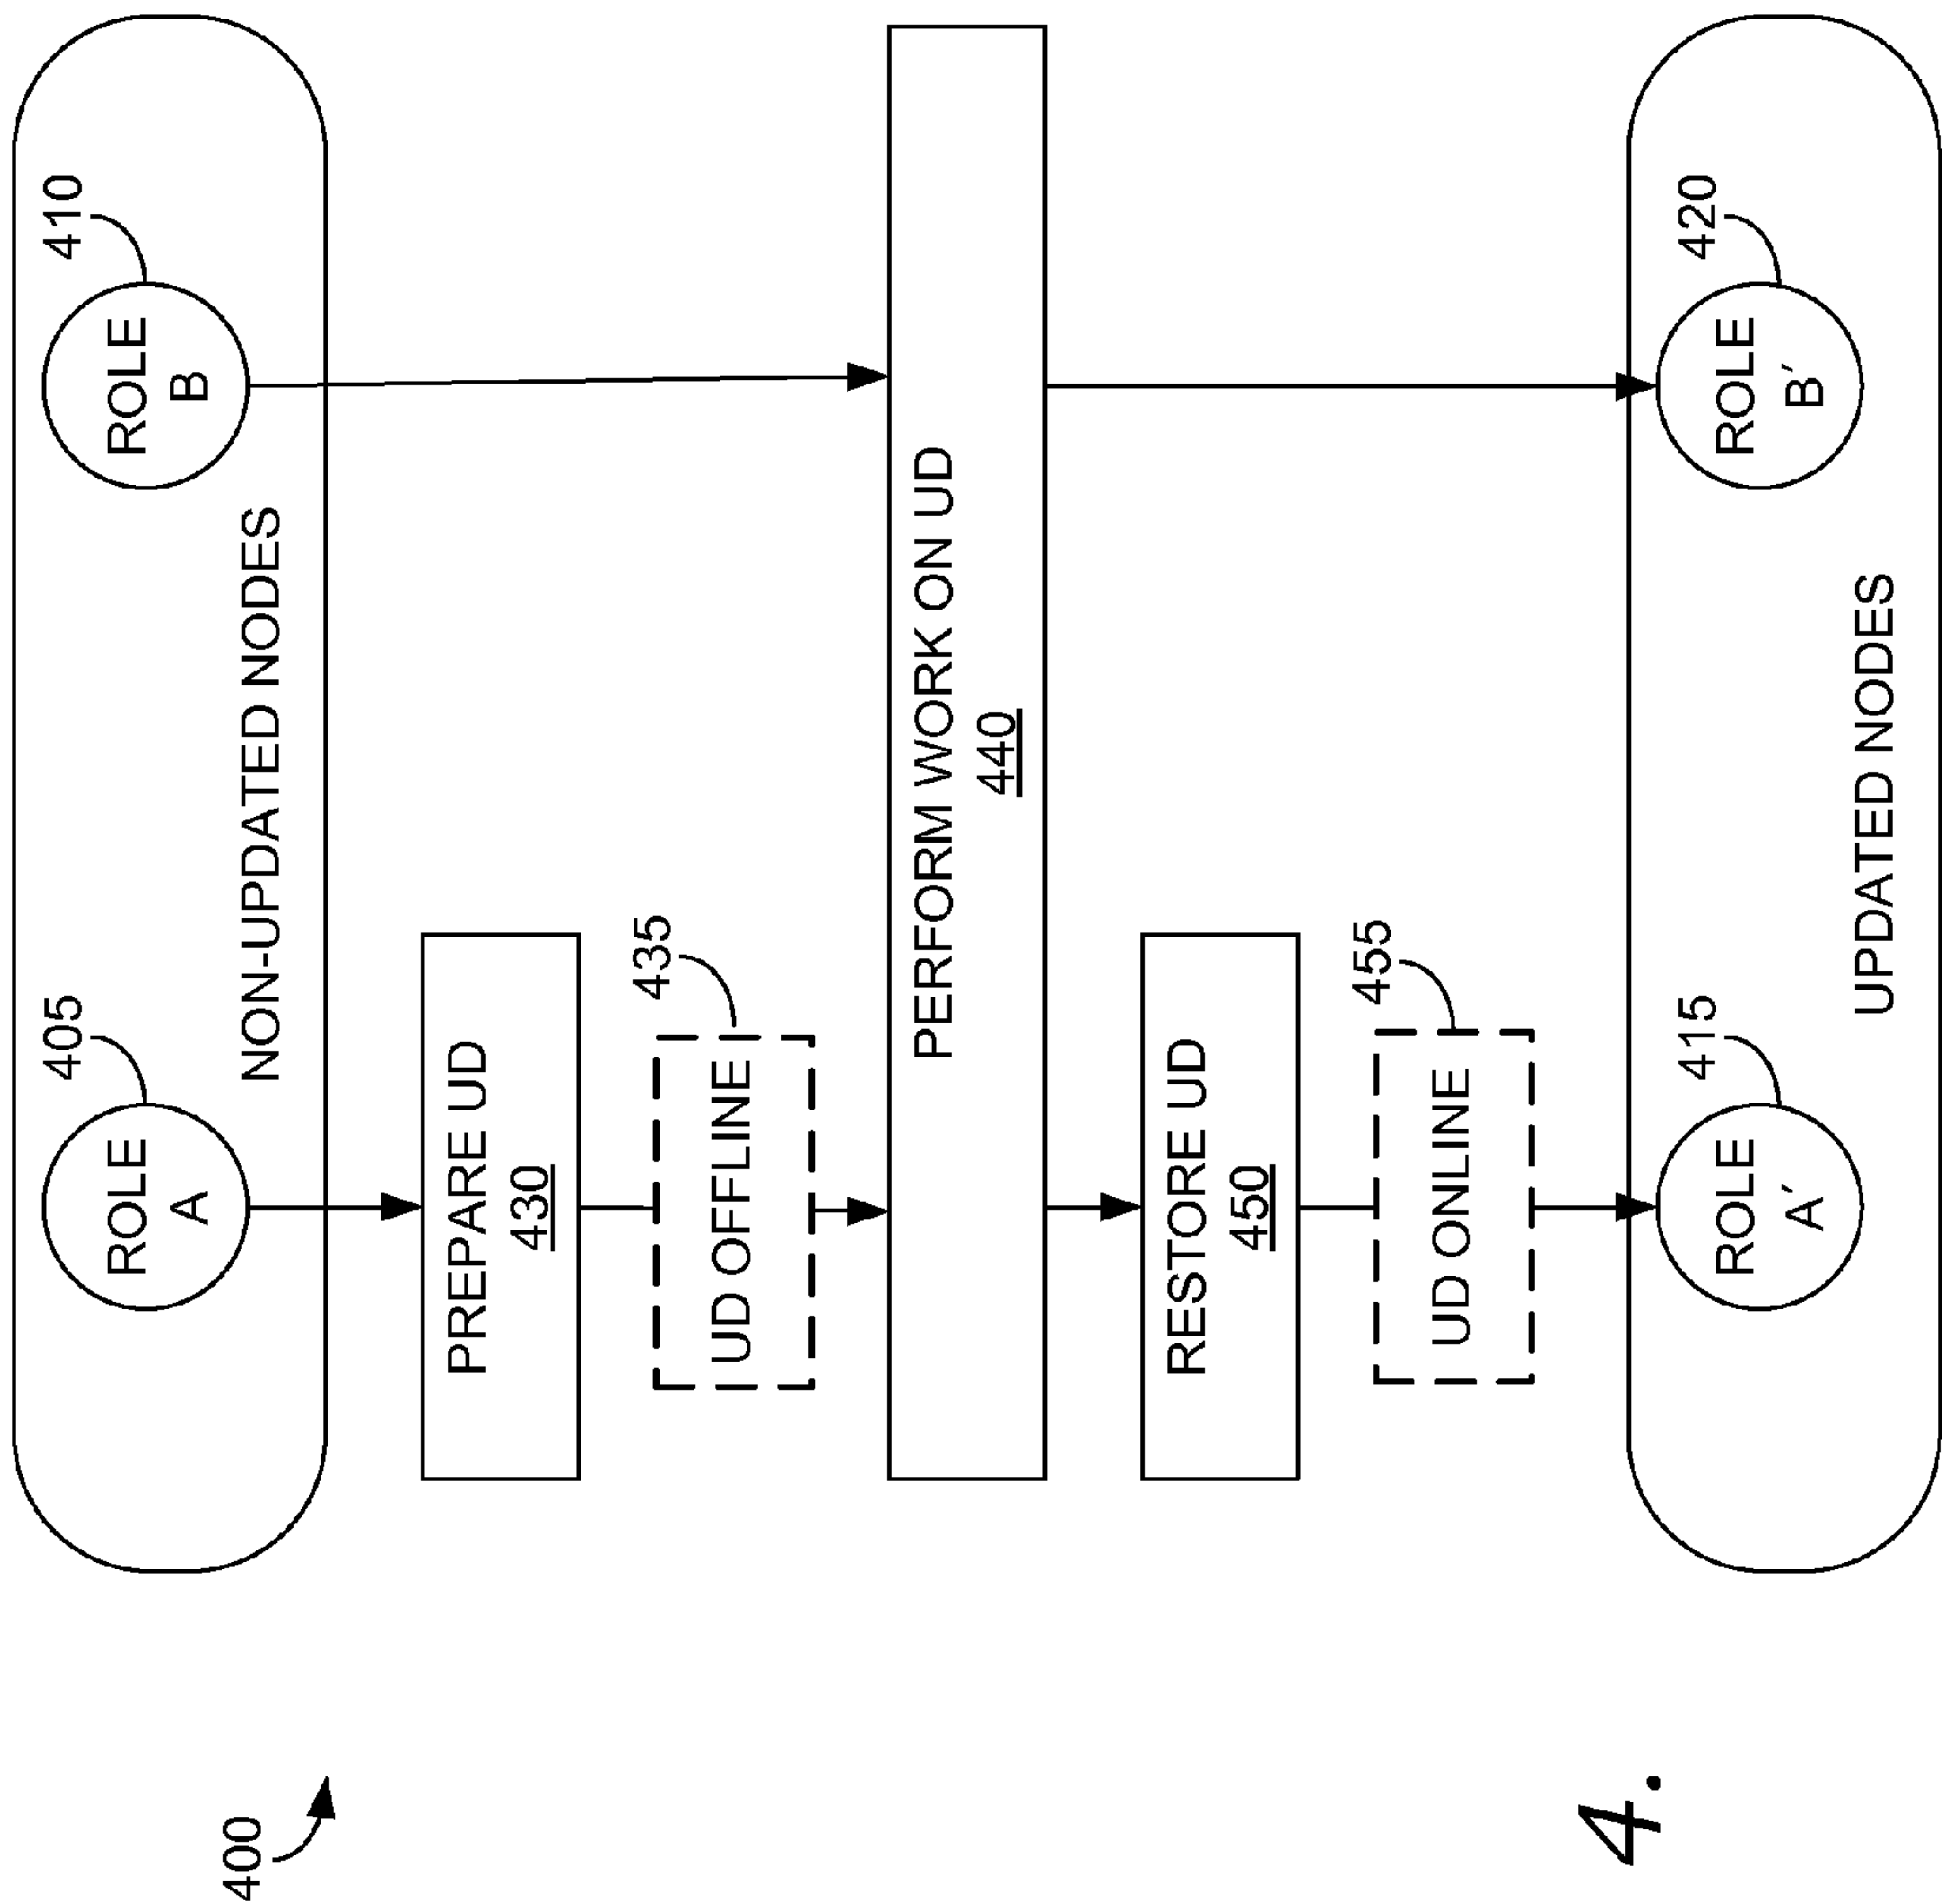 400
405
410
ROLE
A
ROLE
B
NON-UPDATED NODES
PREPARE UD
430
435
UD OFFLINE
PERFORM WORK ON UD
440
RESTORE UD
450
455
UD ONLINE
415
420
ROLE
A´
ROLE
B´
UPDATED NODES
4.